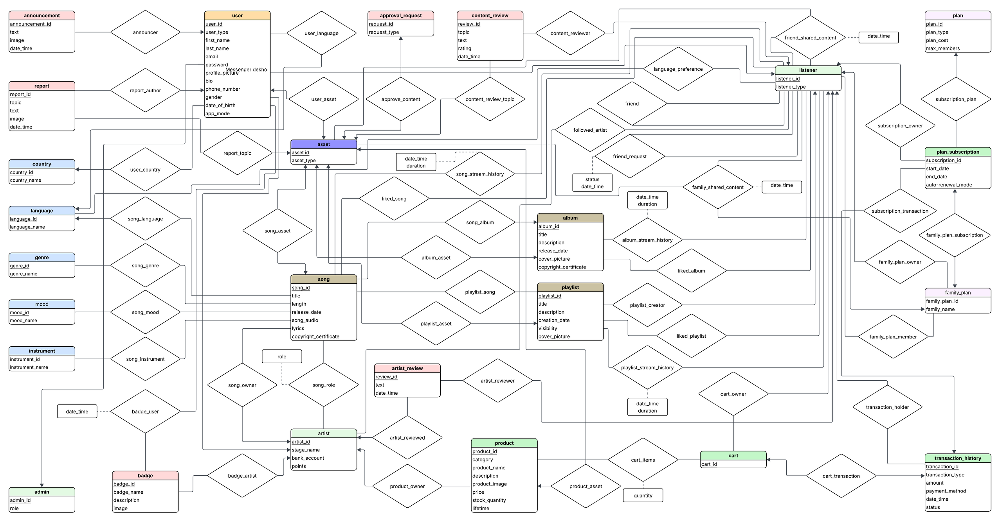 announcement
announcement_id
text
image
date_time
announcer
user
user_id
user_type
first_name
last_name
email
password
Messenger dekho
profile_picture
bio
phone_number
gender
date_of_birth
app_mode
user_language
approval_request
request_id
request_type
content_review
review_id
topic
text
rating
date_time
content_reviewer
friend_shared_content
date_time
plan
plan_id
plan_type
plan_cost
max_members
report
report_id
topic
text
image
date_time
report_author
user_asset
approve_content
content_review_topic
language_preference
listener
listener_id
listener_type
friend
followed_artist
friend_request
status
date_time
subscription_plan
subscription_owner
report_topic
asset
asset id
asset_type
date_time
duration
song_stream_history
family_shared_content
date_time
plan_subscription
subscription_id
start_date
end_date
auto-renewal_mode
country
country_id
country_name
user_country
language
language_id
language_name
song_language
song_asset
liked_song
song_album
date_time
duration
album
album_id
title
description
release_date
cover_picture
copyright_certificate
album_stream_history
subscription_transaction
family_plan_subscription
genre
genre_id
genre_name
song_genre
album_asset
liked_album
family_plan_owner
song
song_id
title
length
release_date
song_audio
lyrics
copyright_certificate
playlist_song
playlist
playlist_id
title
description
creation_date
visibility
cover_picture
playlist_creator
family_plan
family_plan_id
family_name
mood
mood_id
mood_name
song_mood
playlist_asset
liked_playlist
family_plan_member
instrument
instrument_id
instrument_name
song_instrument
role
song_owner
song_role
artist_review
review_id
text
date_time
artist_reviewer
playlist_stream_history
date_time
duration
cart_owner
transaction_holder
date_time
badge_user
artist
artist_id
stage_name
bank_account
points
artist_reviewed
product
product_id
category
product_name
description
product_image
price
stock_quantity
lifetime
cart_items
quantity
cart
cart_id
transaction_history
transaction_id
transaction_type
amount
payment_method
date_time
status
cart_transaction
badge
badge_id
badge_name
description
image
badge_artist
product_owner
product_asset
admin
admin_id
role